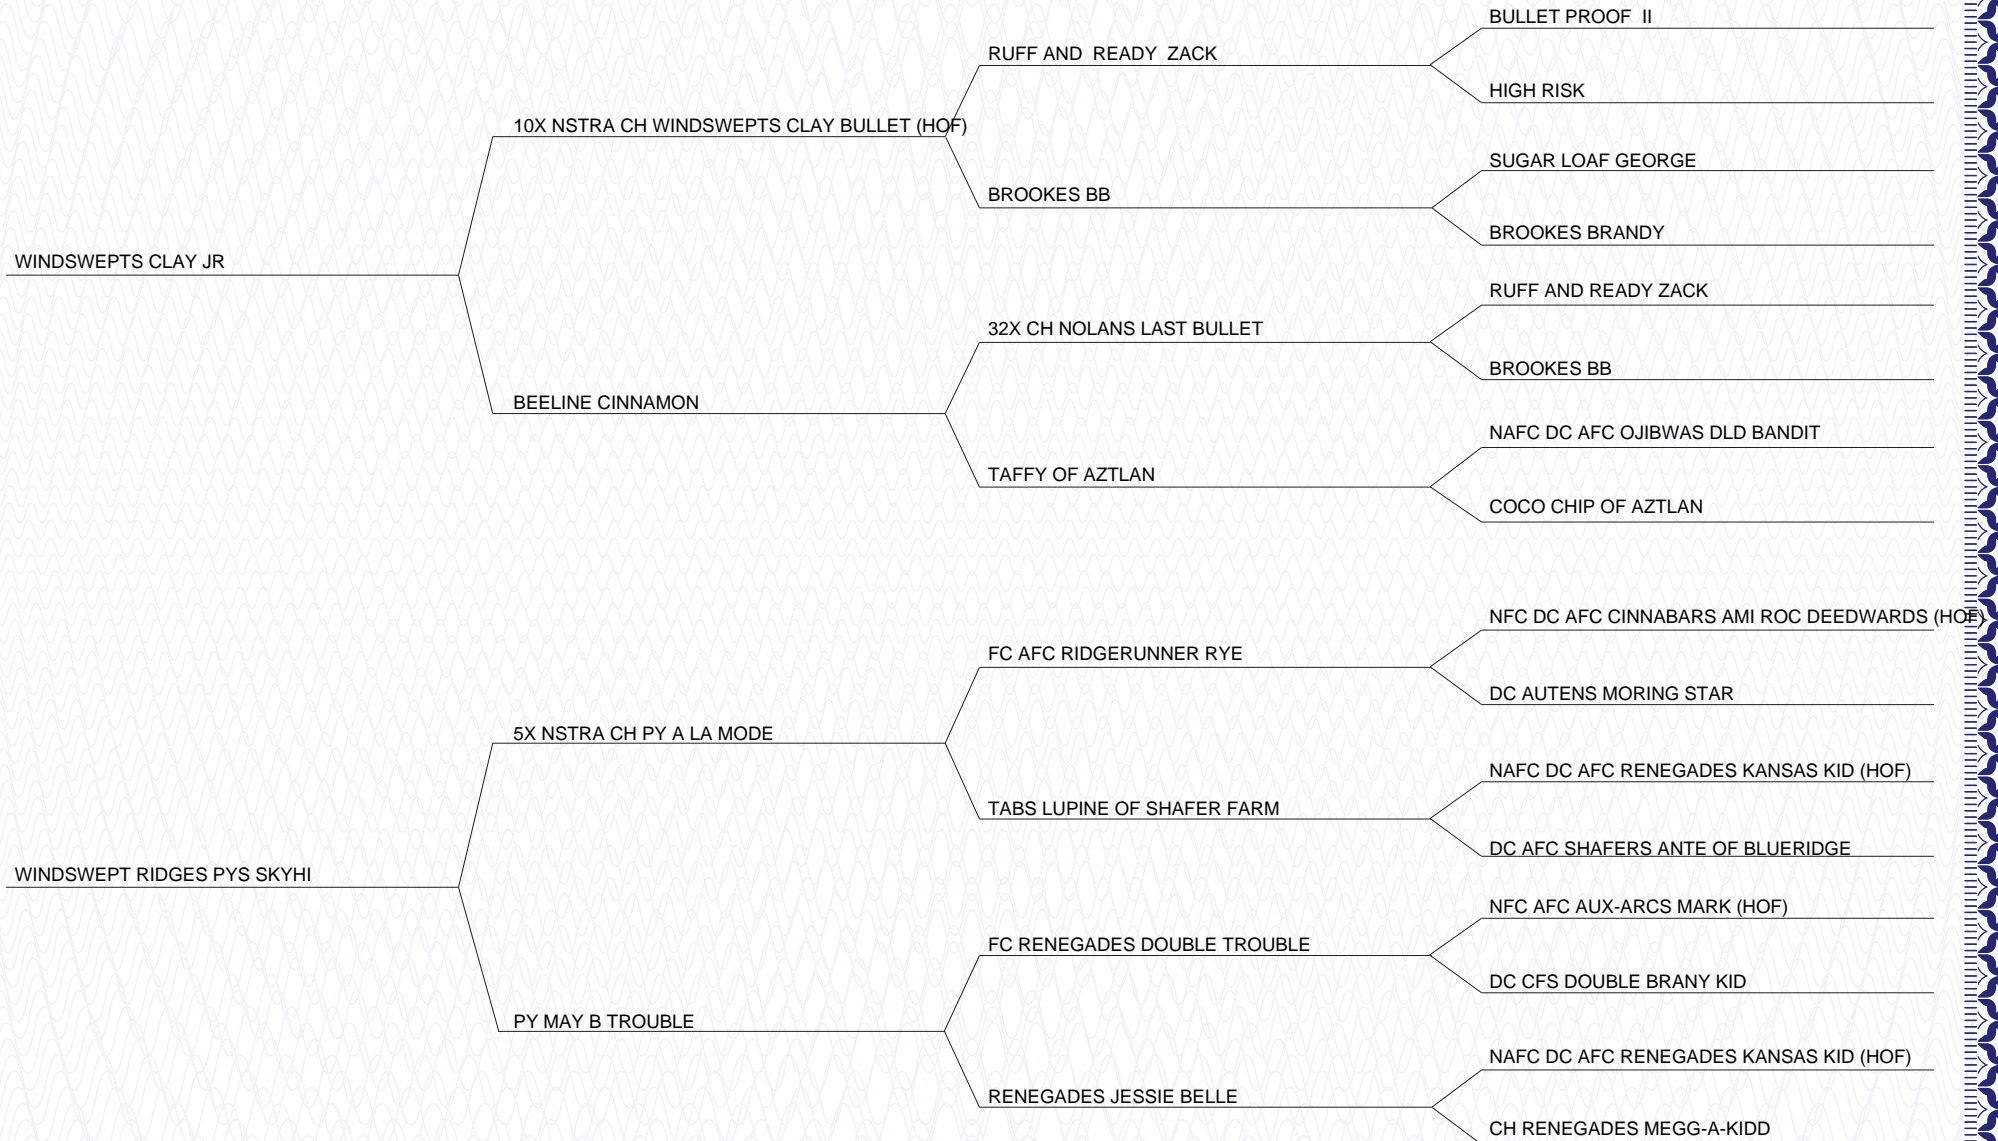 BULLET PROOF  II
RUFF AND  READY  ZACK
HIGH RISK
10X NSTRA CH WINDSWEPTS CLAY BULLET (HOF)
SUGAR LOAF GEORGE
BROOKES BB
BROOKES BRANDY
WINDSWEPTS CLAY JR
RUFF AND READY ZACK
32X CH NOLANS LAST BULLET
BROOKES BB
BEELINE CINNAMON
NAFC DC AFC OJIBWAS DLD BANDIT
TAFFY OF AZTLAN
COCO CHIP OF AZTLAN
NFC DC AFC CINNABARS AMI ROC DEEDWARDS (HOF)
FC AFC RIDGERUNNER RYE
DC AUTENS MORING STAR
5X NSTRA CH PY A LA MODE
NAFC DC AFC RENEGADES KANSAS KID (HOF)
TABS LUPINE OF SHAFER FARM
DC AFC SHAFERS ANTE OF BLUERIDGE
WINDSWEPT RIDGES PYS SKYHI
NFC AFC AUX-ARCS MARK (HOF)
FC RENEGADES DOUBLE TROUBLE
DC CFS DOUBLE BRANY KID
PY MAY B TROUBLE
NAFC DC AFC RENEGADES KANSAS KID (HOF)
RENEGADES JESSIE BELLE
CH RENEGADES MEGG-A-KIDD